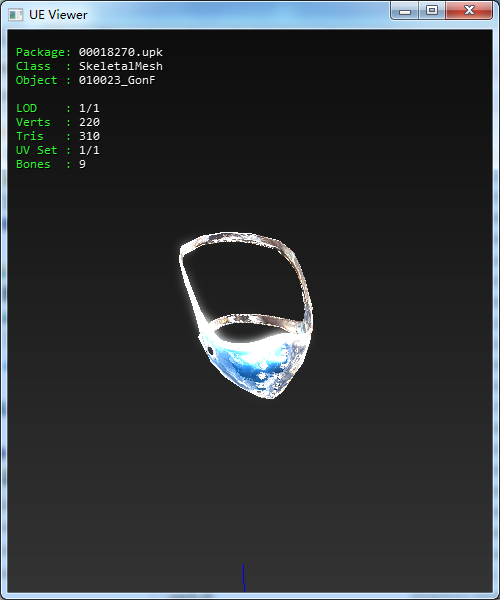 UE Viewer
Package: 00018270.upk
Class  : SkeletalMesh
Object : 010023_GonF
LOD    : 1/1
Verts  : 220
Tris   : 310
UV Set : 1/1
Bones  : 9